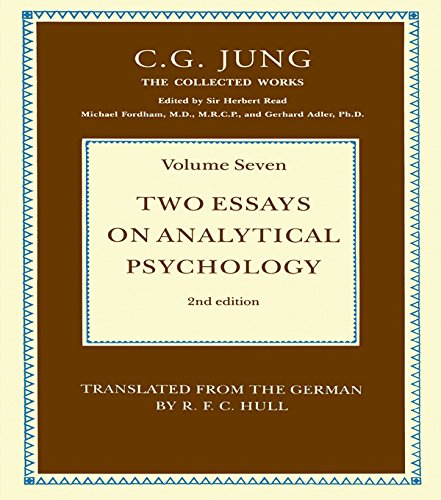 C.G. JUNG
THE COLLECTED WORKS
Edited by Sir Herbert Read
Michael Fordham, M.D., M.R.C.P., and Gerhard Adler, Ph.D.
Volume Seven
TWO ESSAYS
ON ANALYTICAL
PSYCHOLOGY
2nd edition
TRANSLATED FROM THE GERMAN
BY R. F. C. HULL